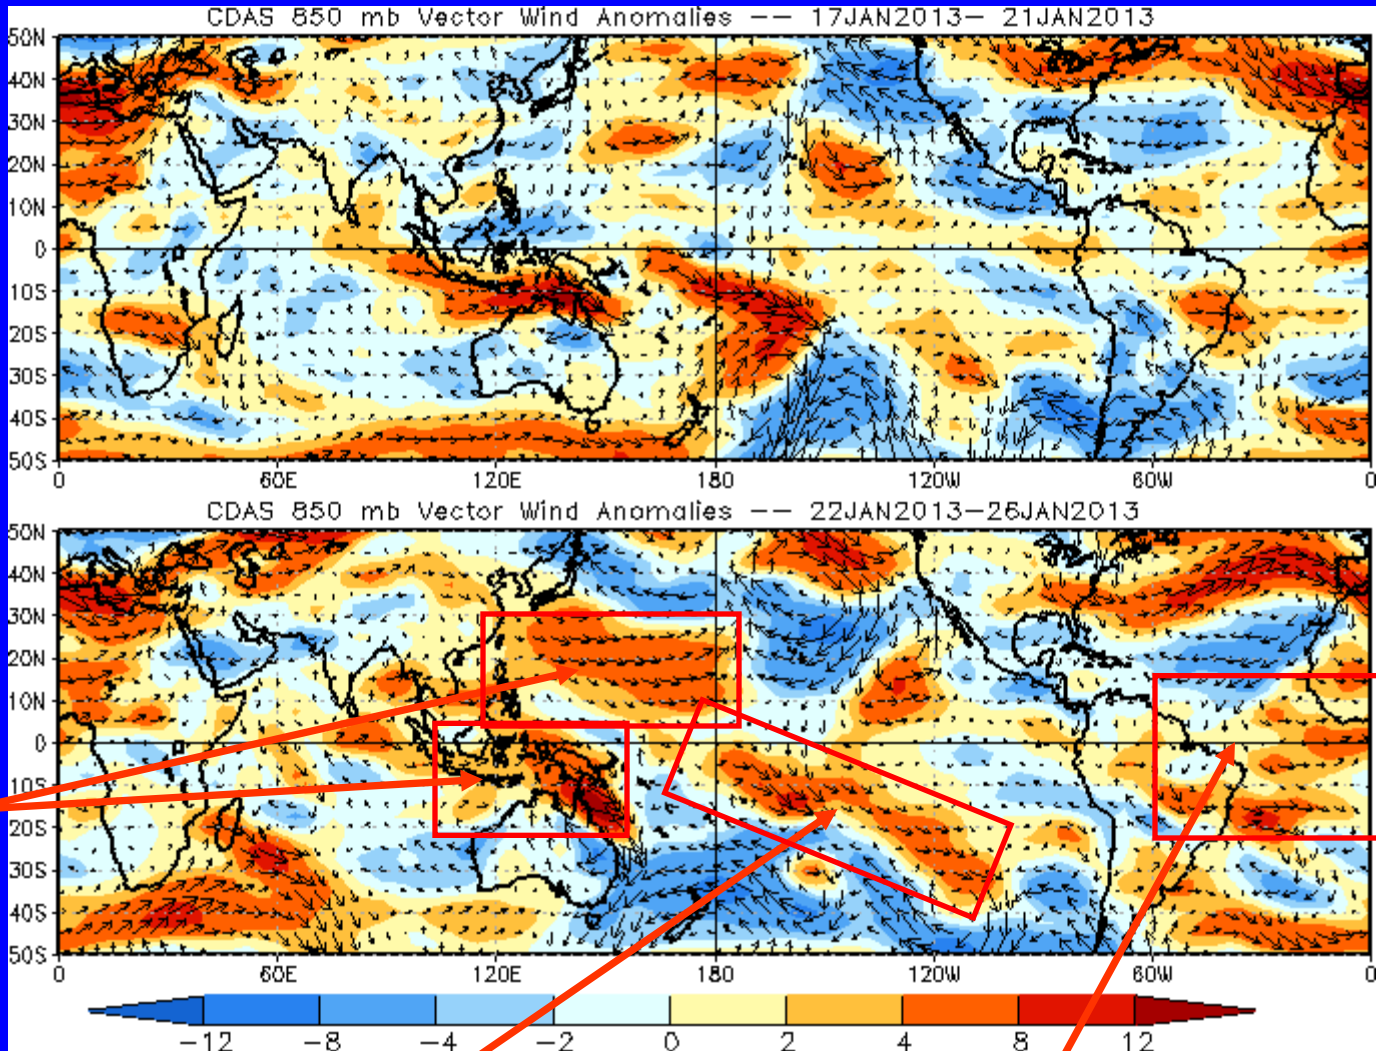 CDAS 850 mb Vector Wind Anomalies -- 17JAN2013- 21JAN2013
50N
40N
30N
20N
10N
0
10S
20S
30S
40S
50S
0 60E 120E 180 120W 60W 0
CDAS 850 mb Vector Wind Anomalies -- 22JAN2013-26JAN2013
50N
40N
30N
20N
10N
0
10S
20S
30S
40S
50S
0 60E 120E 180 120W 60W 0
-12 -8 -4 -2 0 2 4 8 12